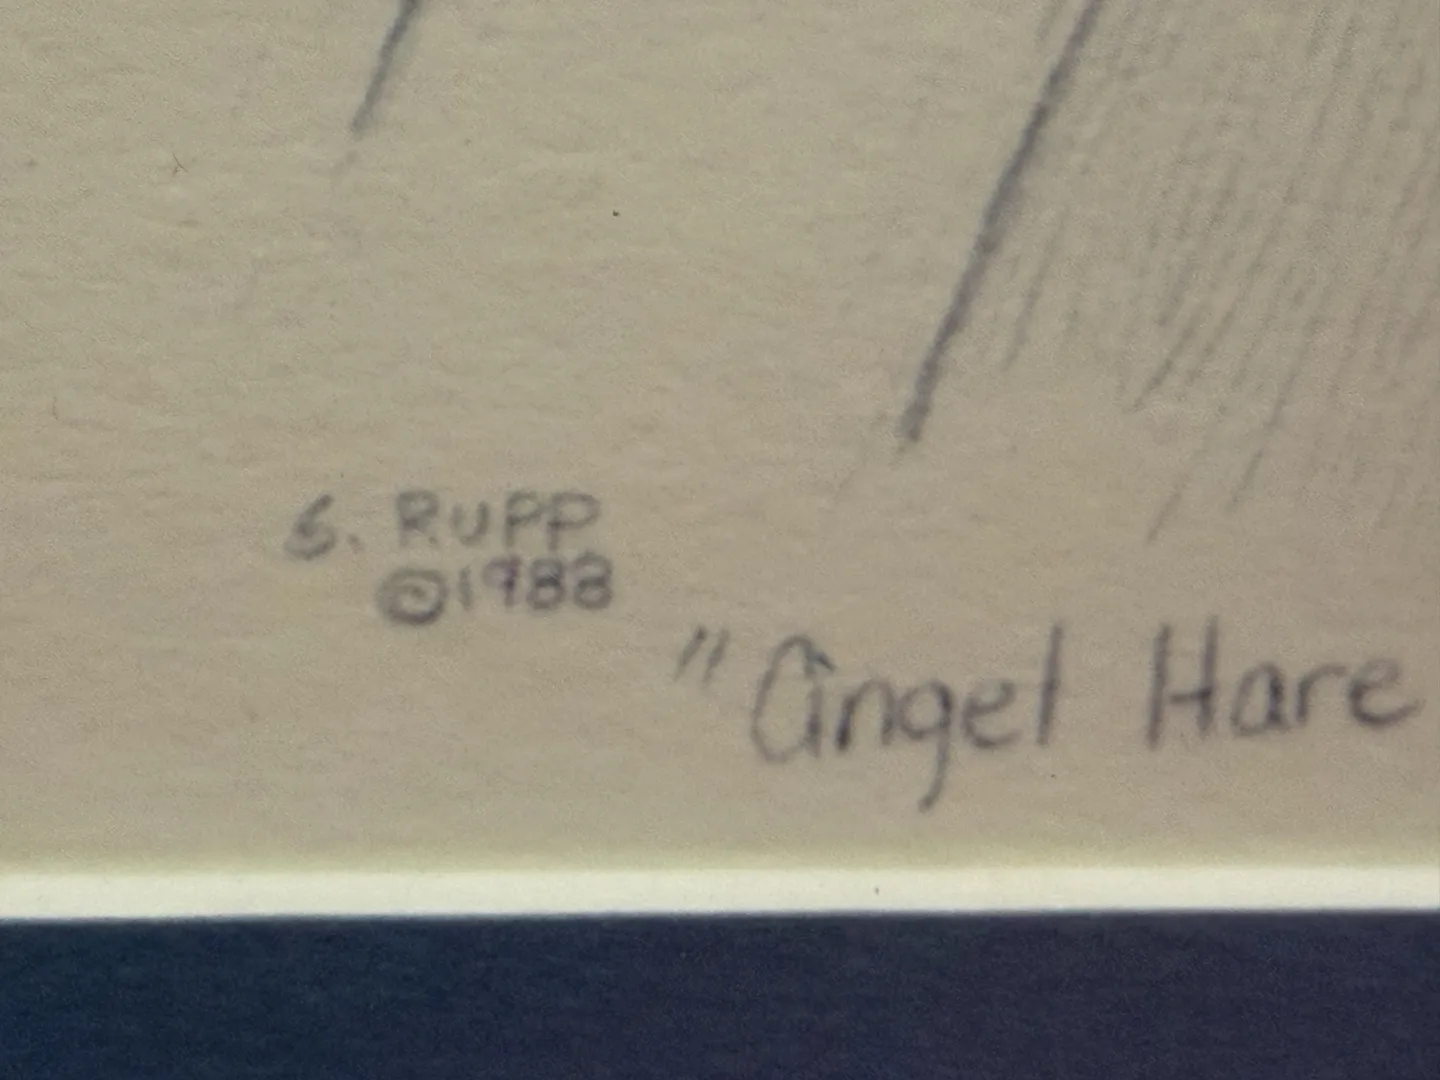 S. RUPP
©1988
"Angel Hare